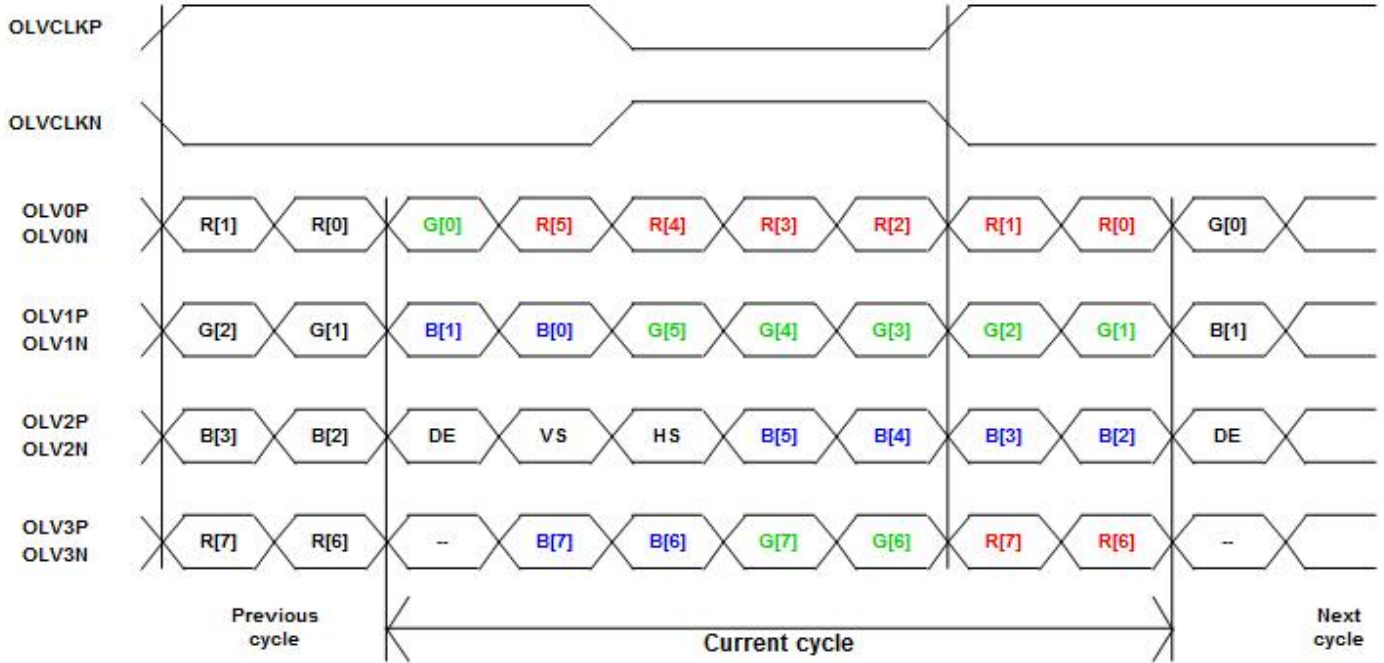 OLVCLKP
OLVCLKN
OLV0P
OLV0N
R[1] R[0] G[0] R[5] R[4] R[3] R[2] R[1] R[0] G[0]
OLV1P
OLV1N
G[2] G[1] B[1] B[0] G[5] G[4] G[3] G[2] G[1] B[1]
OLV2P
OLV2N
B[3] B[2] DE VS HS B[5] B[4] B[3] B[2] DE
OLV3P
OLV3N
R[7] R[6] -- B[7] B[6] G[7] G[6] R[7] R[6] --
Previous
cycle
Current cycle
Next
cycle